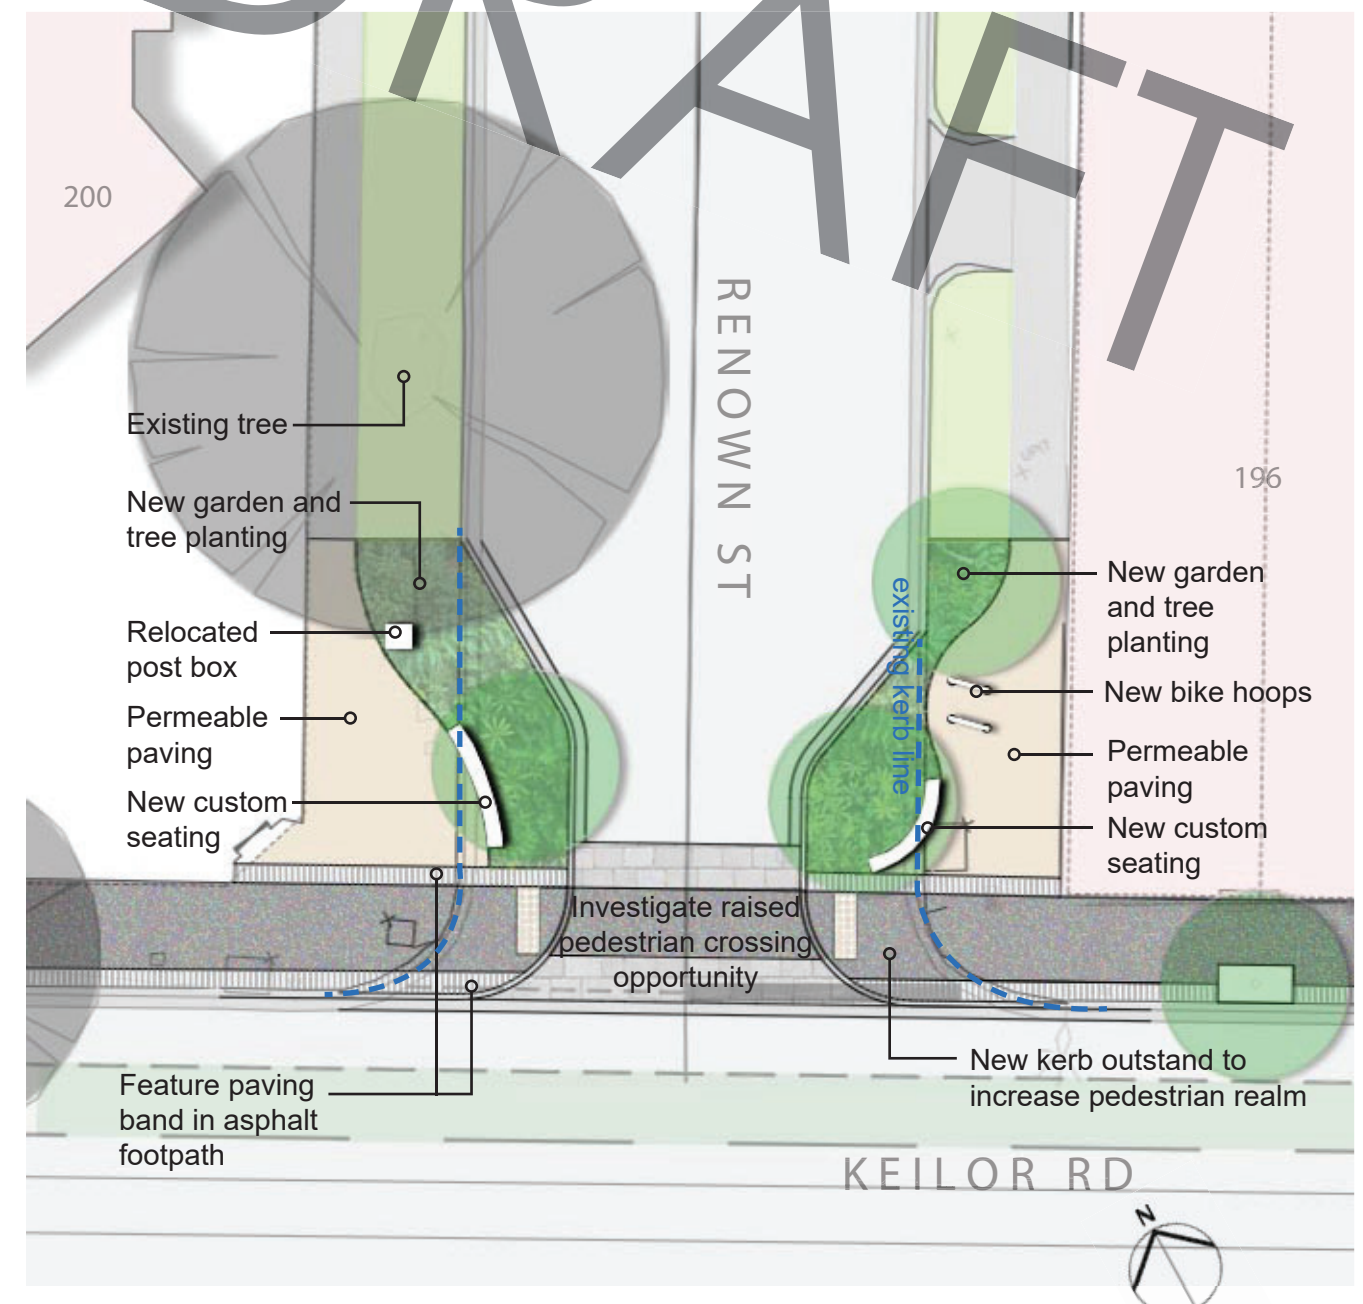 DRAFT
200
RENOWN ST
196
Existing tree
New garden and
tree planting
Relocated
post box
Permeable
paving
New custom
seating
existing kerb line
New garden
and tree
planting
New bike hoops
Permeable
paving
New custom
seating
Investigate raised
pedestrian crossing
opportunity
Feature paving
band in asphalt
footpath
New kerb outstand to
increase pedestrian realm
KEILOR RD
N